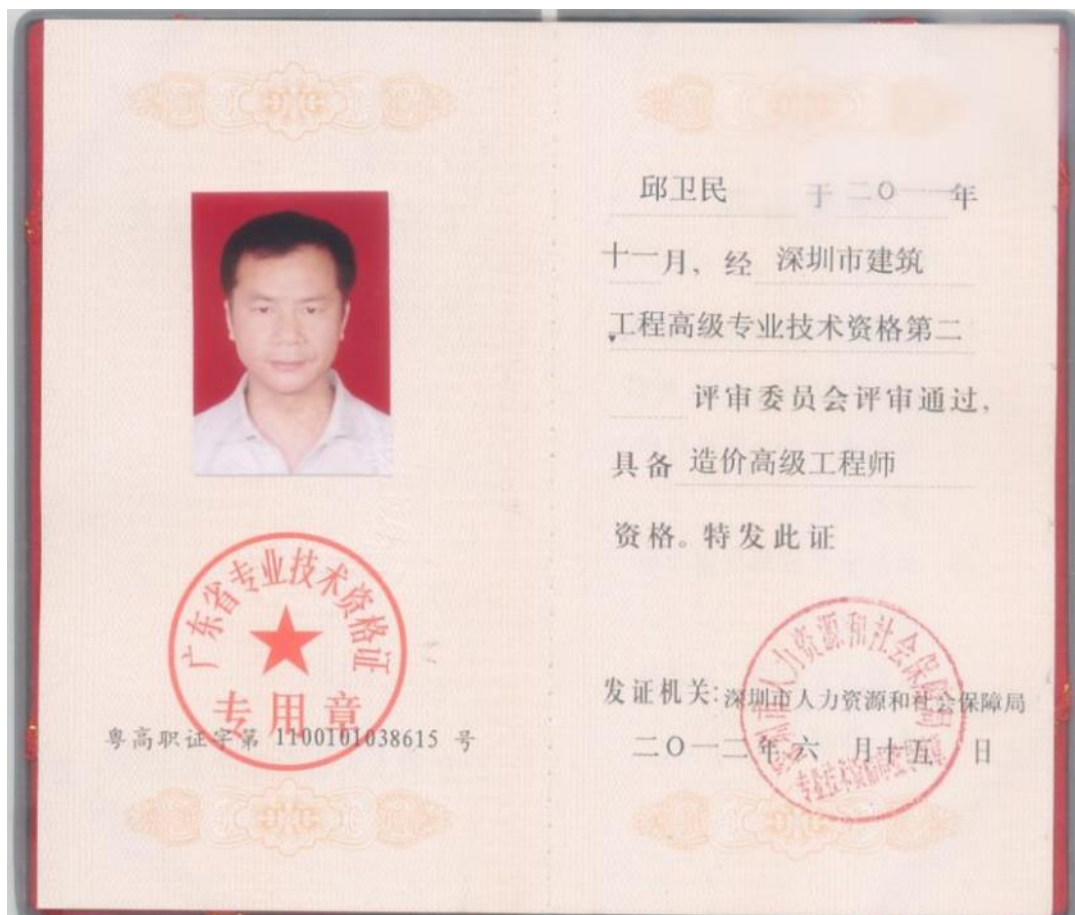 广东省专业技术资格证
专用章
粤高职证字第 1100101038615 号
邱卫民 于 二〇一一年
十一月, 经 深圳市建筑
工程高级专业技术资格第二
评审委员会评审通过,
具备 造价高级工程师
资格。特发此证
发证机关: 深圳市人力资源和社会保障局
二〇一二年 六 月十五 日
深圳市人力资源和社会保障局